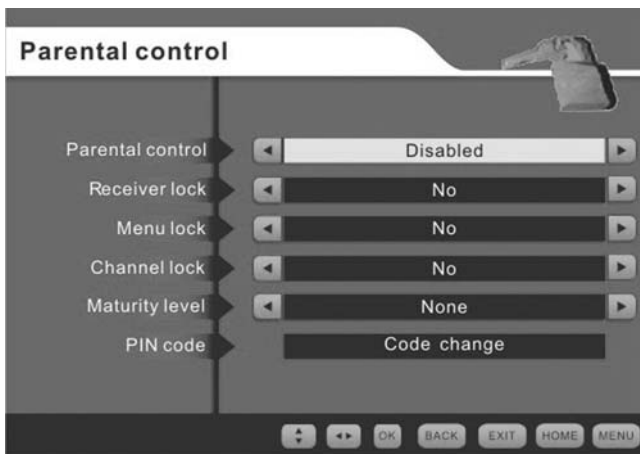 Parental control
Parental control Disabled
Receiver lock No
Menu lock No
Channel lock No
Maturity level None
PIN code Code change
OK BACK EXIT HOME MENU